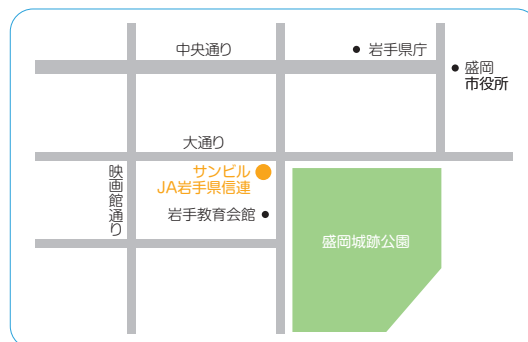 中央通り
岩手県庁
盛岡
市役所
大通り
映画館通り
サンビル
JA岩手県信連
岩手教育会館
盛岡城跡公園